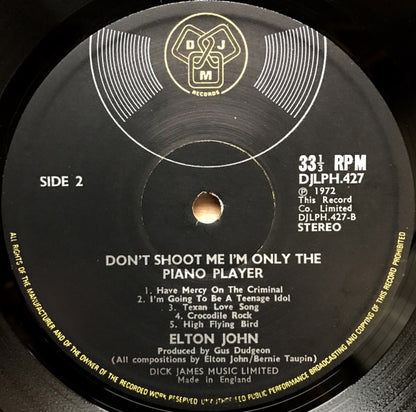 D J M
RECORDS
SIDE 2
33⅓ RPM
DJLPH.427
℗ 1972
This Record
Co. Limited
DJLPH.427-B
STEREO
DON'T SHOOT ME I'M ONLY THE
PIANO PLAYER
1. Have Mercy On The Criminal
2. I'm Going To Be A Teenage Idol
3. Texan Love Song
4. Crocodile Rock
5. High Flying Bird
ELTON JOHN
Produced by Gus Dudgeon
(All compositions by Elton John/Bernie Taupin)
DICK JAMES MUSIC LIMITED
Made in England
ALL RIGHTS OF THE MANUFACTURER AND OF THE OWNER OF THE RECORDED WORK RESERVED UNAUTHORISED PUBLIC PERFORMANCE BROADCASTING AND COPYING OF THIS RECORD PROHIBITED